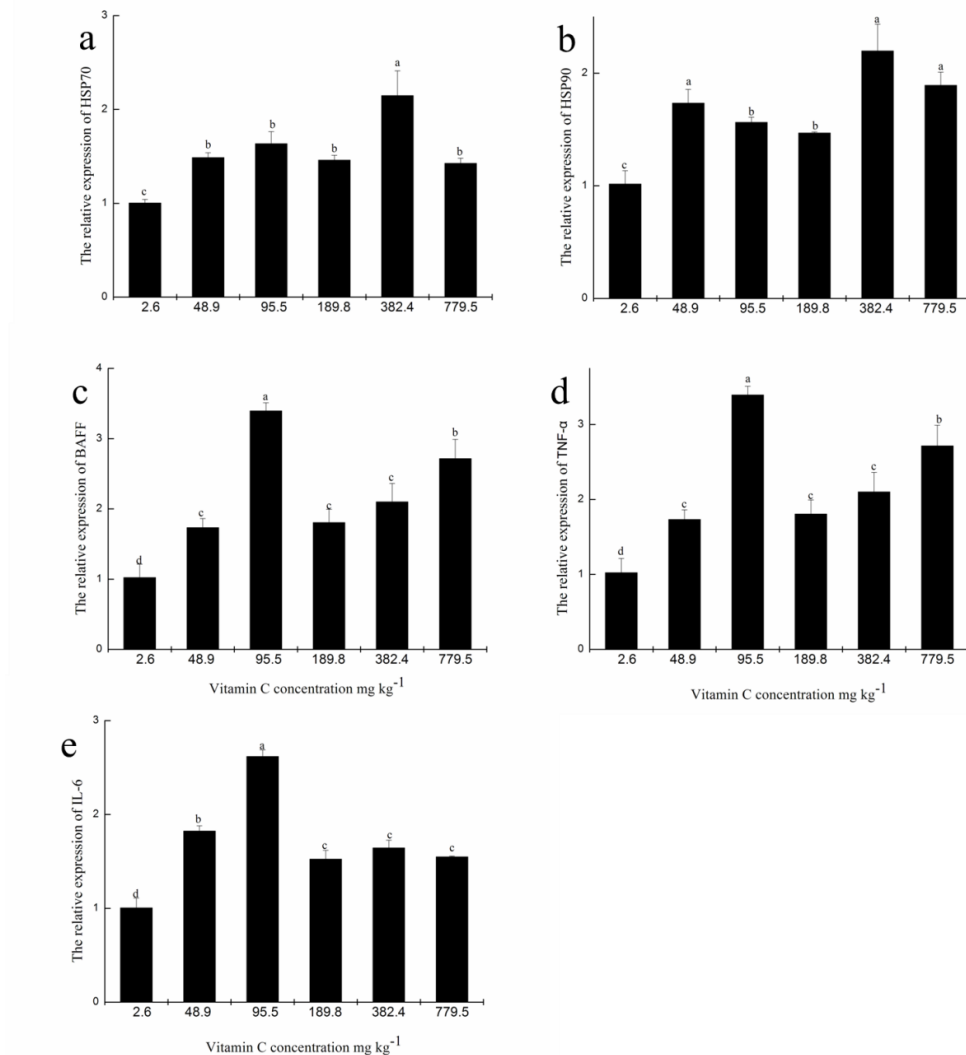 a
The relative expression of HSP70
3
2
1
0
c
b
b
b
a
b
2.6 48.9 95.5 189.8 382.4 779.5
b
The relative expression of HSP90
2
1
0
c
a
b
b
a
a
2.6 48.9 95.5 189.8 382.4 779.5
c
The relative expression of BAFF
4
3
2
1
0
d
c
a
c
c
b
2.6 48.9 95.5 189.8 382.4 779.5
Vitamin C concentration mg kg-1
d
The relative expression of TNF-α
3
2
1
0
d
c
a
c
c
b
2.6 48.9 95.5 189.8 382.4 779.5
Vitamin C concentration mg kg-1
e
The relative expression of IL-6
3
2
1
0
d
b
a
c
c
c
2.6 48.9 95.5 189.8 382.4 779.5
Vitamin C concentration mg kg-1